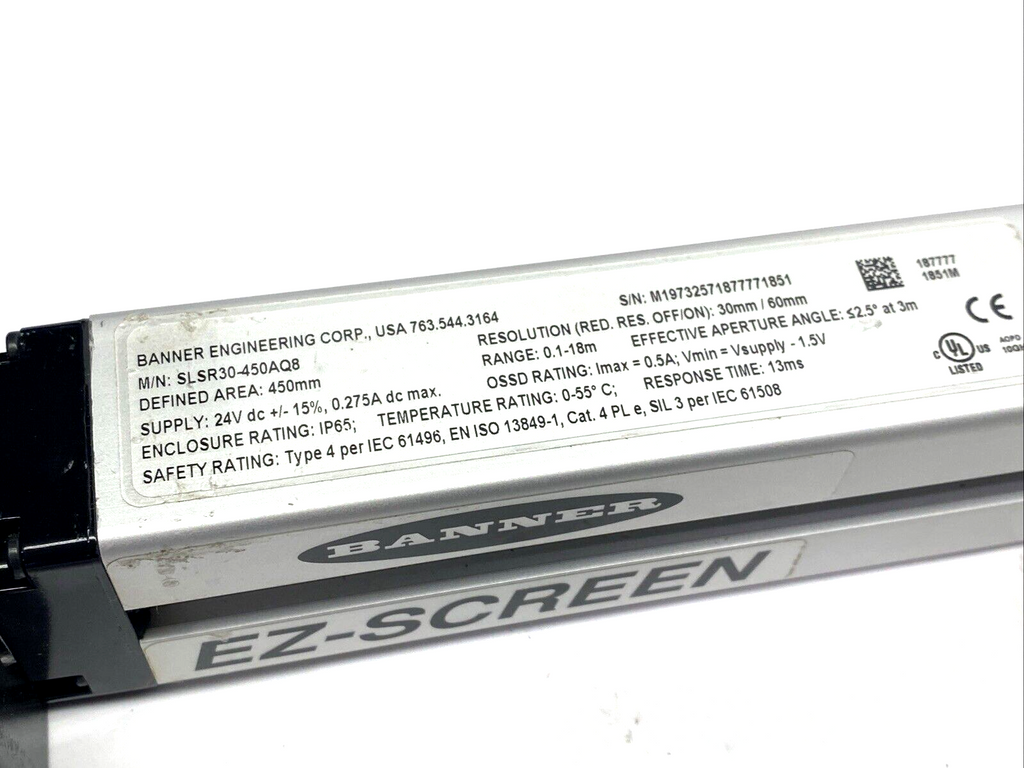 BANNER ENGINEERING CORP., USA 763.544.3164
M/N: SLSR30-450AQ8
DEFINED AREA: 450mm
SUPPLY: 24V dc +/- 15%, 0.275A dc max.
ENCLOSURE RATING: IP65; TEMPERATURE RATING: 0-55° C; RESPONSE TIME: 13ms
SAFETY RATING: Type 4 per IEC 61496, EN ISO 13849-1, Cat. 4 PL e, SIL 3 per IEC 61508
S/N: M19732571877771851
RESOLUTION (RED. RES. OFF/ON): 30mm / 60mm
RANGE: 0.1-18m EFFECTIVE APERTURE ANGLE: ≤2.5° at 3m
OSSD RATING: Imax = 0.5A; Vmin = Vsupply - 1.5V
187777
1851M
CE
C UL US
LISTED
AOPD
BANNER
EZ-SCREEN